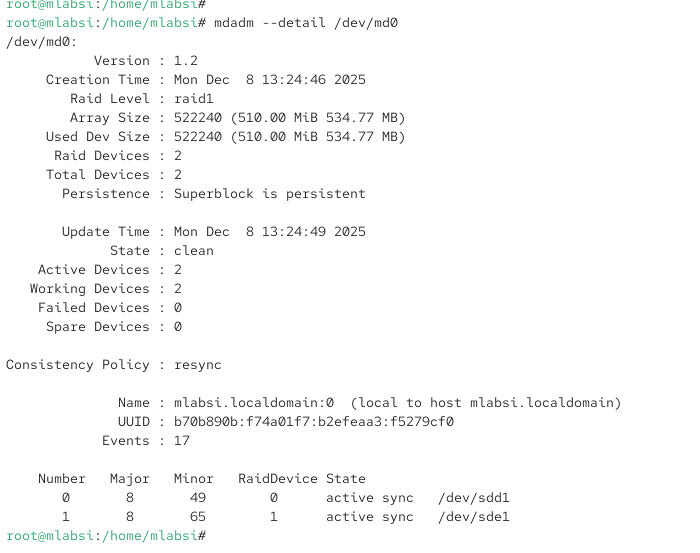 root@mlabsi:/home/mlabsi#
root@mlabsi:/home/mlabsi# mdadm --detail /dev/md0
/dev/md0:
Version : 1.2
Creation Time : Mon Dec  8 13:24:46 2025
Raid Level : raid1
Array Size : 522240 (510.00 MiB 534.77 MB)
Used Dev Size : 522240 (510.00 MiB 534.77 MB)
Raid Devices : 2
Total Devices : 2
Persistence : Superblock is persistent
Update Time : Mon Dec  8 13:24:49 2025
State : clean
Active Devices : 2
Working Devices : 2
Failed Devices : 0
Spare Devices : 0
Consistency Policy : resync
Name : mlabsi.localdomain:0  (local to host mlabsi.localdomain)
UUID : b70b890b:f74a01f7:b2efeaa3:f5279cf0
Events : 17
Number   Major   Minor   RaidDevice State
0       8       49        0      active sync   /dev/sdd1
1       8       65        1      active sync   /dev/sde1
root@mlabsi:/home/mlabsi#